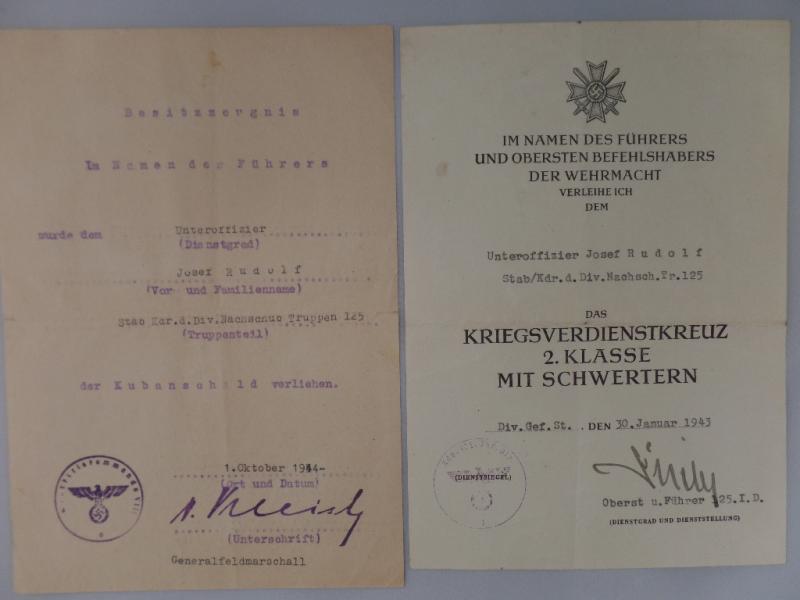 Besitzzeugnis
Im Namen der Führers
wurde dem Unteroffizier
(Dienstgrad)
Josef Rudolf
(Vor- und Familienname)
Stab Kdr.d.Div.Nachschub Truppen 125
(Truppenteil)
der Kubanschild verliehen.
1.Oktober 1944-
(Ort und Datum)
v. Kleist
(Unterschrift)
Generalfeldmarschall
IM NAMEN DES FÜHRERS
UND OBERSTEN BEFEHLSHABERS
DER WEHRMACHT
VERLEIHE ICH
DEM
Unteroffizier Josef Rudolf
Stab/Kdr.d.Div.Nachsch.Tr.125
DAS
KRIEGSVERDIENSTKREUZ
2. KLASSE
MIT SCHWERTERN
Div.Gef.St. , DEN 30.Januar 1943
(DIENSTSIEGEL)
Oberst u.Führer 125.I.D.
(DIENSTGRAD UND DIENSTSTELLUNG)